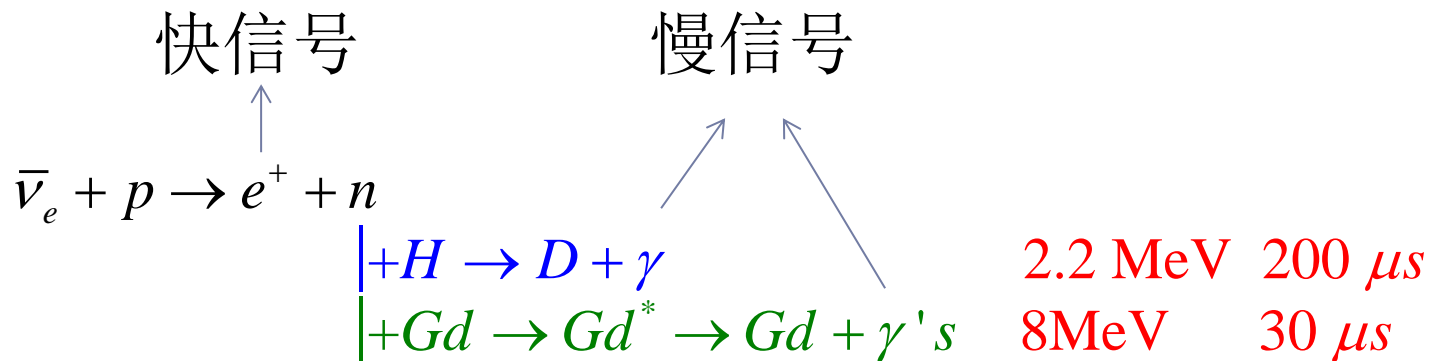 快信号 慢信号
ν̄ₑ + p → e⁺ + n
+H → D + γ 2.2 MeV 200 μs
+Gd → Gd* → Gd + γ's 8MeV 30 μs